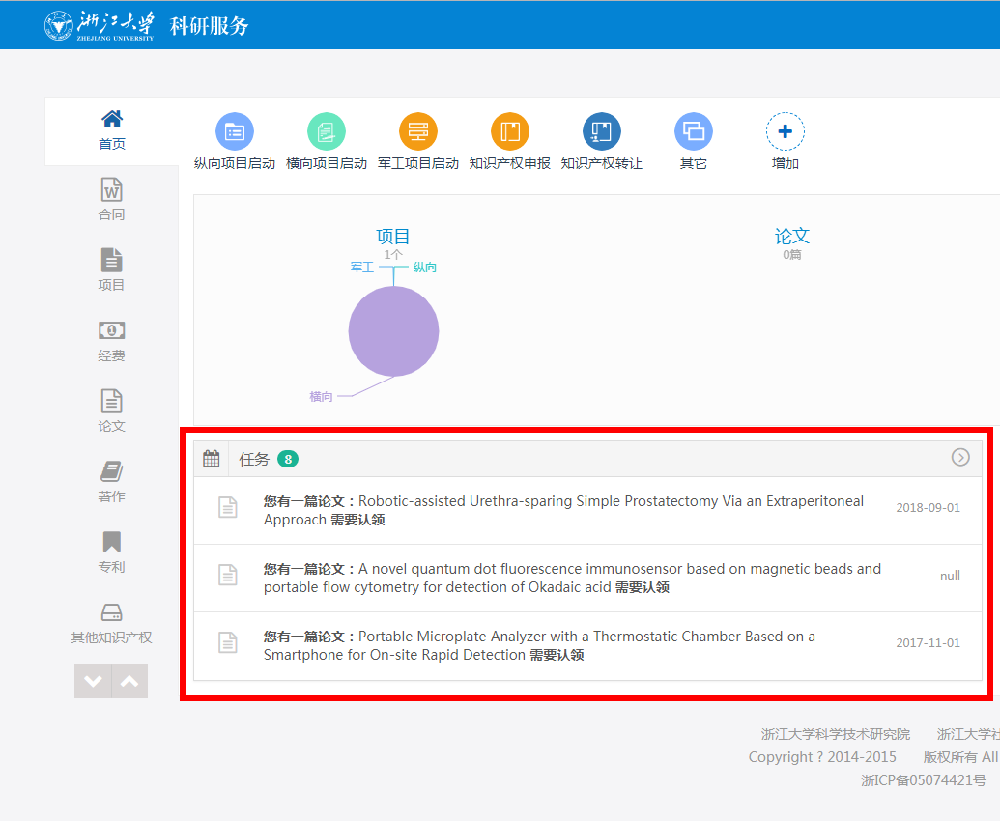 浙江大学 科研服务
ZHEJIANG UNIVERSITY
首页
合同
项目
经费
论文
著作
专利
其他知识产权
纵向项目启动 横向项目启动 军工项目启动 知识产权申报 知识产权转让 其它 增加
项目
1个
军工 纵向
横向
论文
0篇
任务 8
您有一篇论文：Robotic-assisted Urethra-sparing Simple Prostatectomy Via an Extraperitoneal
Approach 需要认领
2018-09-01
您有一篇论文：A novel quantum dot fluorescence immunosensor based on magnetic beads and
portable flow cytometry for detection of Okadaic acid 需要认领
null
您有一篇论文：Portable Microplate Analyzer with a Thermostatic Chamber Based on a
Smartphone for On-site Rapid Detection 需要认领
2017-11-01
浙江大学科学技术研究院 浙江大学社
Copyright ? 2014-2015 版权所有 All
浙ICP备05074421号